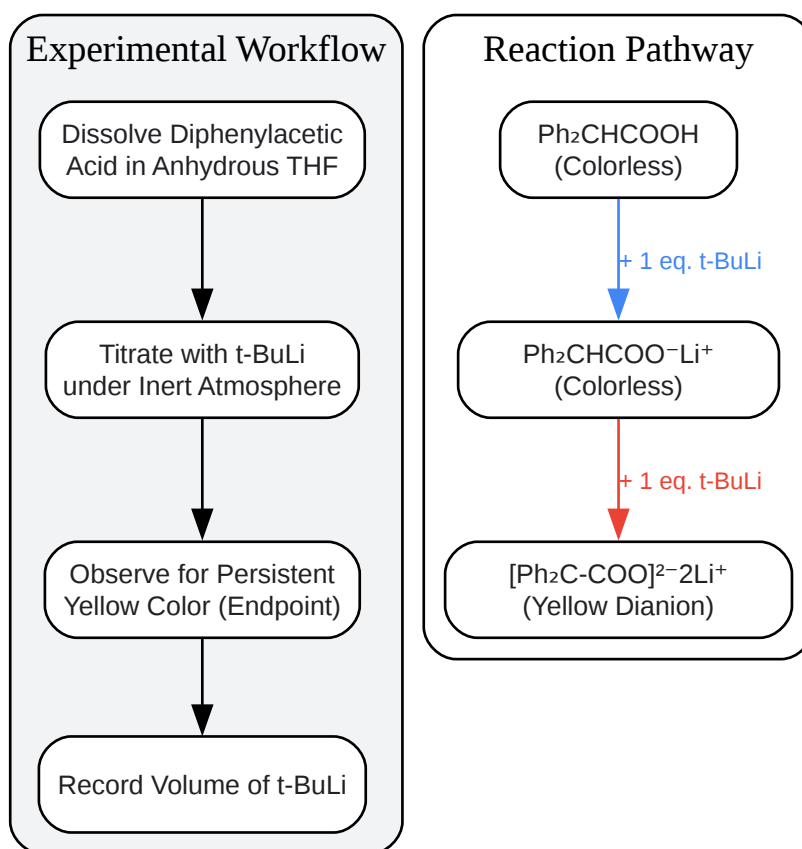 Experimental Workflow
Dissolve Diphenylacetic
Acid in Anhydrous THF
Titrate with t-BuLi
under Inert Atmosphere
Observe for Persistent
Yellow Color (Endpoint)
Record Volume of t-BuLi
Reaction Pathway
Ph₂CHCOOH
(Colorless)
+ 1 eq. t-BuLi
Ph₂CHCOO⁻Li⁺
(Colorless)
+ 1 eq. t-BuLi
[Ph₂C-COO]²⁻2Li⁺
(Yellow Dianion)